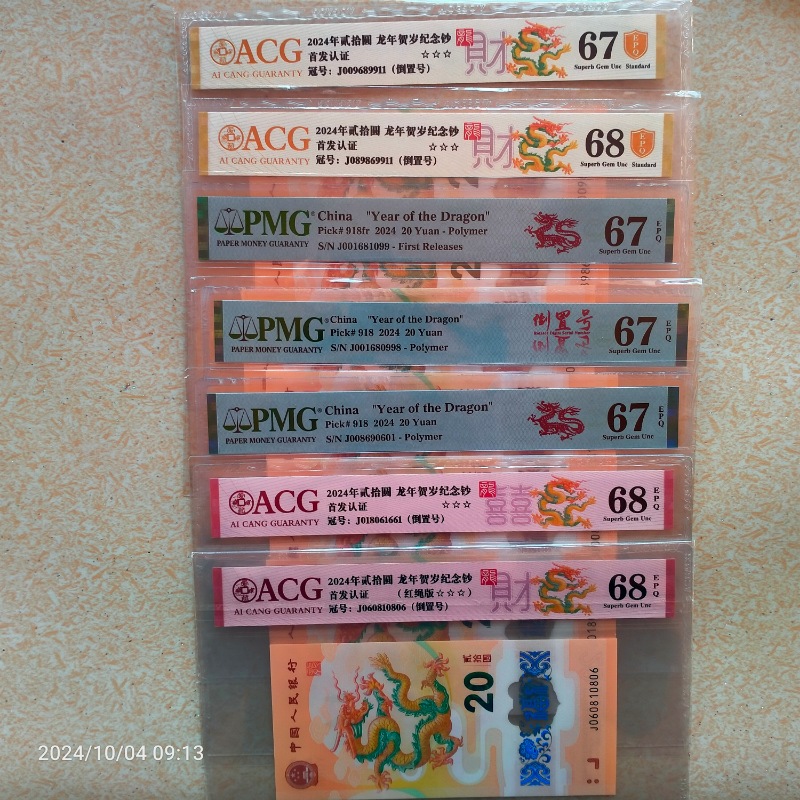 ACG
AI CANG GUARANTY
2024年贰拾圆 龙年贺岁纪念钞
首发认证 ☆☆☆
冠号：J009689911（倒置号）
財
67
EPQ
Superb Gem Unc Standard
ACG
AI CANG GUARANTY
2024年贰拾圆 龙年贺岁纪念钞
首发认证 ☆☆☆
冠号：J089869911（倒置号）
財
68
EPQ
Superb Gem Unc Standard
PMG®
PAPER MONEY GUARANTY
China "Year of the Dragon"
Pick# 918fr 2024 20 Yuan - Polymer
S/N J001681099 - First Releases
67
EPQ
Superb Gem Unc
PMG®
PAPER MONEY GUARANTY
China "Year of the Dragon"
Pick# 918 2024 20 Yuan
S/N J001680998 - Polymer
倒置号
67
EPQ
Superb Gem Unc
PMG®
PAPER MONEY GUARANTY
China "Year of the Dragon"
Pick# 918 2024 20 Yuan
S/N J008690601 - Polymer
67
EPQ
Superb Gem Unc
ACG
AI CANG GUARANTY
2024年贰拾圆 龙年贺岁纪念钞
首发认证 ☆☆☆
冠号：J018061661（倒置号）
囍
68
EPQ
Superb Gem Unc
ACG
AI CANG GUARANTY
2024年贰拾圆 龙年贺岁纪念钞
首发认证 （红绳版☆☆☆）
冠号：J060810806（倒置号）
財
68
EPQ
Superb Gem Unc
中国人民银行
贰拾圆
20
J060810806
2024/10/04 09:13